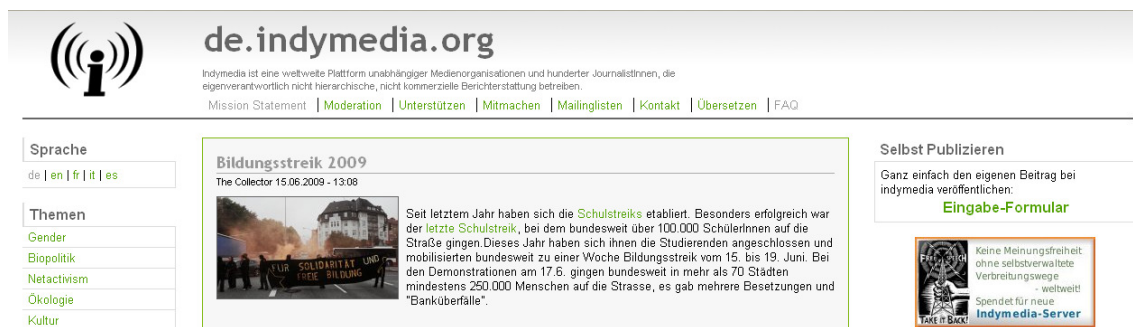 de.indymedia.org
Indymedia ist eine weltweite Plattform unabhängiger Medienorganisationen und hunderter JournalistInnen, die
eigenverantwortlich nicht hierarchische, nicht kommerzielle Berichterstattung betreiben.
Mission Statement | Moderation | Unterstützen | Mitmachen | Mailinglisten | Kontakt | Übersetzen | FAQ
Sprache
de | en | fr | it | es
Themen
Gender
Biopolitik
Netactivism
Ökologie
Kultur
Bildungsstreik 2009
The Collector 15.06.2009 - 13:08
FÜR SOLIDARITÄT UND
FREIE BILDUNG
Seit letztem Jahr haben sich die Schulstreiks etabliert. Besonders erfolgreich war
der letzte Schulstreik, bei dem bundesweit über 100.000 SchülerInnen auf die
Straße gingen.Dieses Jahr haben sich ihnen die Studierenden angeschlossen und
mobilisierten bundesweit zu einer Woche Bildungsstreik vom 15. bis 19. Juni. Bei
den Demonstrationen am 17.6. gingen bundesweit in mehr als 70 Städten
mindestens 250.000 Menschen auf die Strasse, es gab mehrere Besetzungen und
"Banküberfälle".
Selbst Publizieren
Ganz einfach den eigenen Beitrag bei
indymedia veröffentlichen:
Eingabe-Formular
FREE SPEECH
TAKE IT BACK!
Keine Meinungsfreiheit
ohne selbstverwaltete
Verbreitungswege
- weltweit!
Spendet für neue
Indymedia-Server